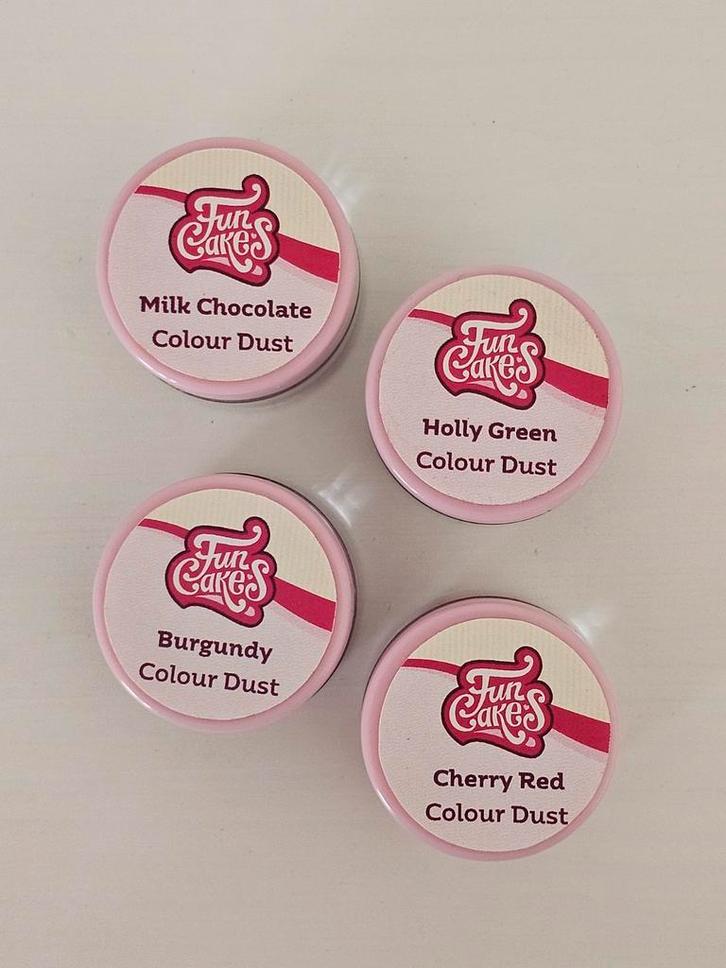 Fun
Cakes
Milk Chocolate
Colour Dust
Fun
Cakes
Holly Green
Colour Dust
Fun
Cakes
Burgundy
Colour Dust
Fun
Cakes
Cherry Red
Colour Dust